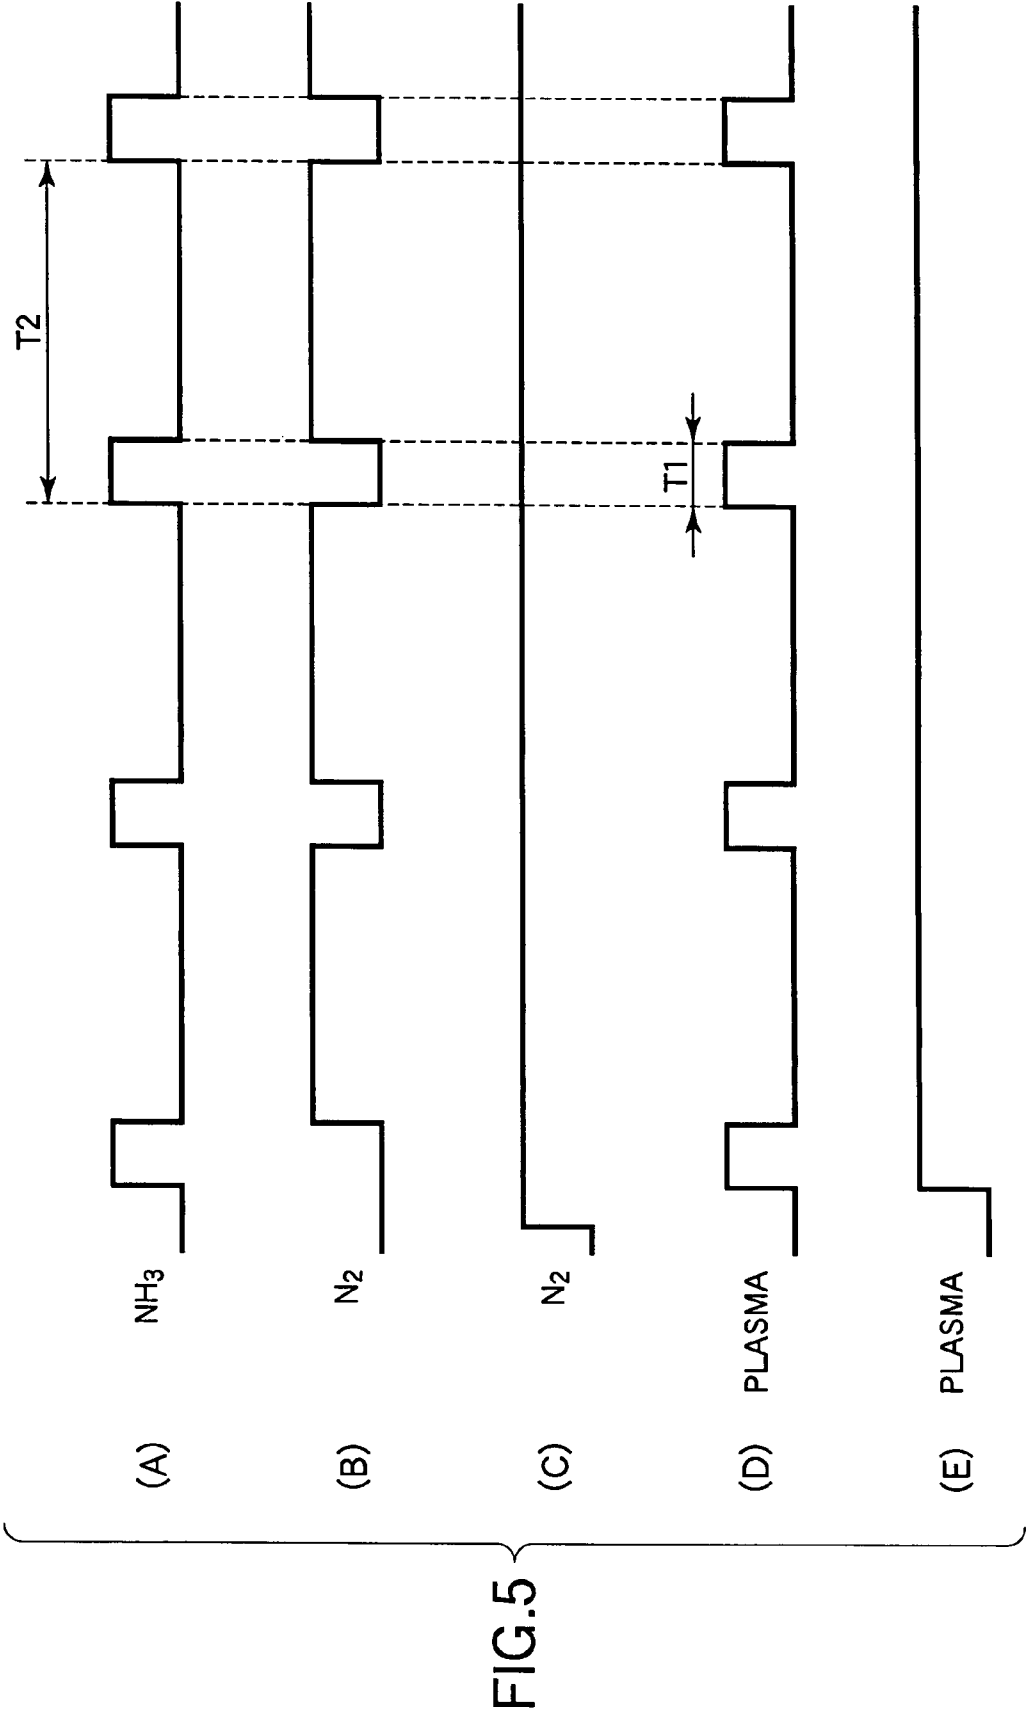 T2
(A) NH3
(B) N2
(C) N2
T1
(D) PLASMA
(E) PLASMA
FIG.5